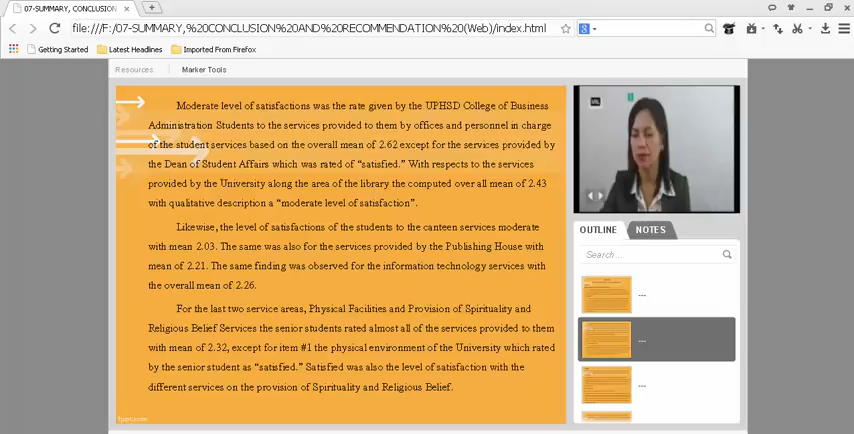 07-SUMMARY, CONCLUSION
file:///F:/07-SUMMARY,%20CONCLUSION%20AND%20RECOMMENDATION%20(Web)/index.html
Getting Started
Latest Headlines
Imported From Firefox
Resources
Marker Tools
Moderate level of satisfactions was the rate given by the UPHSD College of Business
Administration Students to the services provided to them by offices and personnel in charge
of the student services based on the overall mean of 2.62 except for the services provided by
the Dean of Student Affairs which was rated of “satisfied.” With respects to the services
provided by the University along the area of the library the computed over all mean of 2.43
with qualitative description a “moderate level of satisfaction”.
Likewise, the level of satisfactions of the students to the canteen services moderate
with mean 2.03. The same was also for the services provided by the Publishing House with
mean of 2.21. The same finding was observed for the information technology services with
the overall mean of 2.26.
For the last two service areas, Physical Facilities and Provision of Spirituality and
Religious Belief Services the senior students rated almost all of the services provided to them
with mean of 2.32, except for item #1 the physical environment of the University which rated
by the senior student as “satisfied.” Satisfied was also the level of satisfaction with the
different services on the provision of Spirituality and Religious Belief.
fppt.com
OUTLINE
NOTES
Search ...
...
...
...